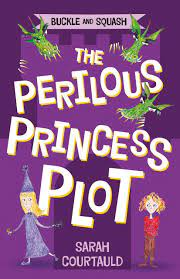 BUCKLE AND SQUASH
THE
PERILOUS
PRINCESS
PLOT
SARAH
COURTAULD